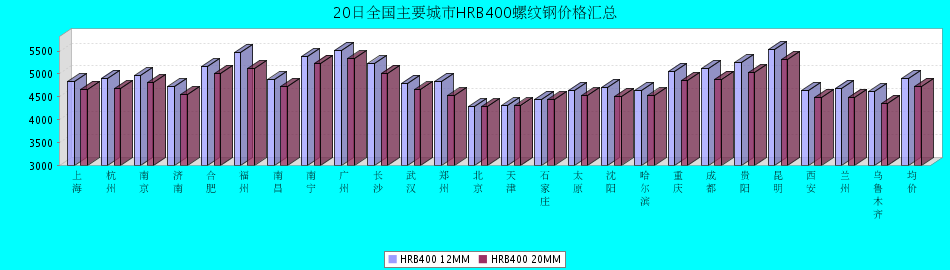 20日全国主要城市HRB400螺纹钢价格汇总
5500
5000
4500
4000
3500
3000
上海
杭州
南京
济南
合肥
福州
南昌
南宁
广州
长沙
武汉
郑州
北京
天津
石家庄
太原
沈阳
哈尔滨
重庆
成都
贵阳
昆明
西安
兰州
乌鲁木齐
均价
HRB400 12MM
HRB400 20MM